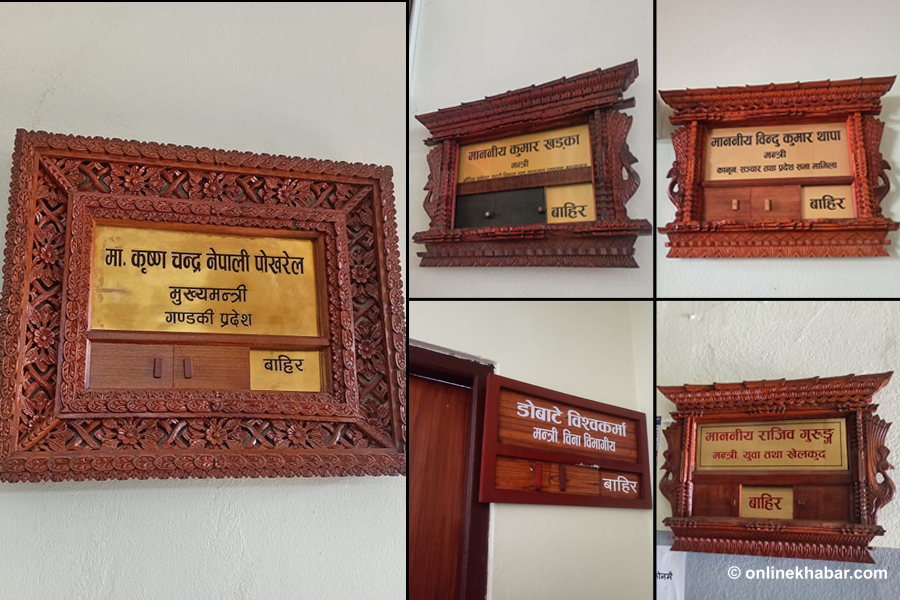 मा. कृष्ण चन्द्र नेपाली पोखरेल
मुख्यमन्त्री
गण्डकी प्रदेश
बाहिर
माननीय कुमार खड्का
मन्त्री
बाहिर
माननीय विन्दु कुमार थापा
मन्त्री
कानून, सञ्चार तथा प्रदेश सभा मामिला
बाहिर
डोबाटे विश्वकर्मा
मन्त्री, विना विभागीय
बाहिर
माननीय राजिव गुरुङ्ग
मन्त्री, युवा तथा खेलकुद
बाहिर
© onlinekhabar.com